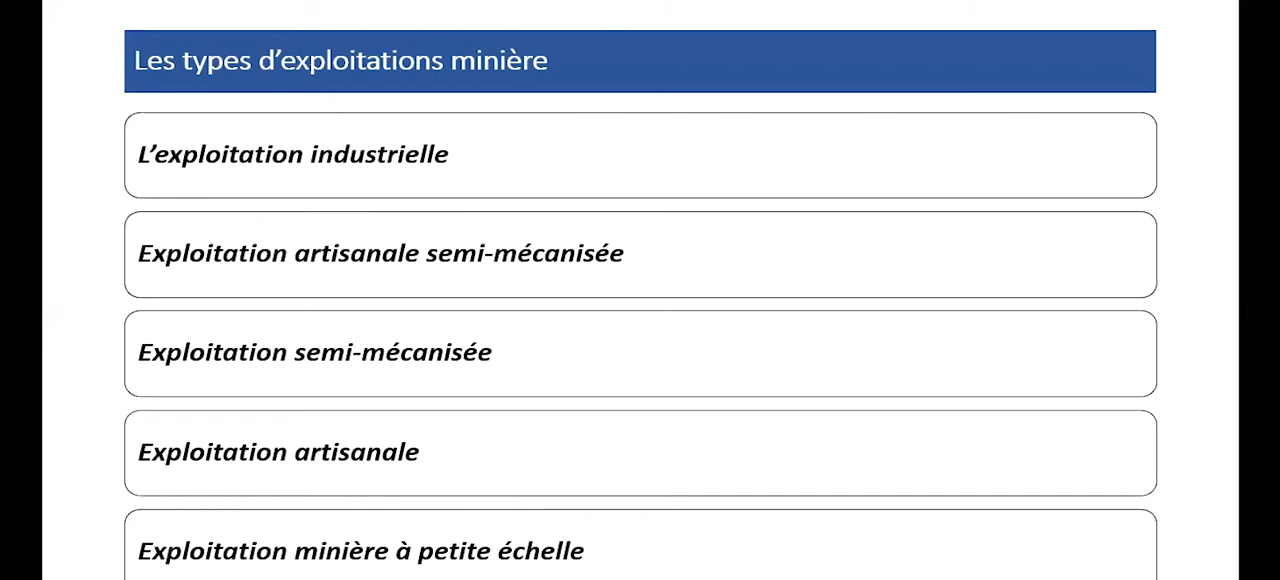 Les types d’exploitations minière
L’exploitation industrielle
Exploitation artisanale semi-mécanisée
Exploitation semi-mécanisée
Exploitation artisanale
Exploitation minière à petite échelle